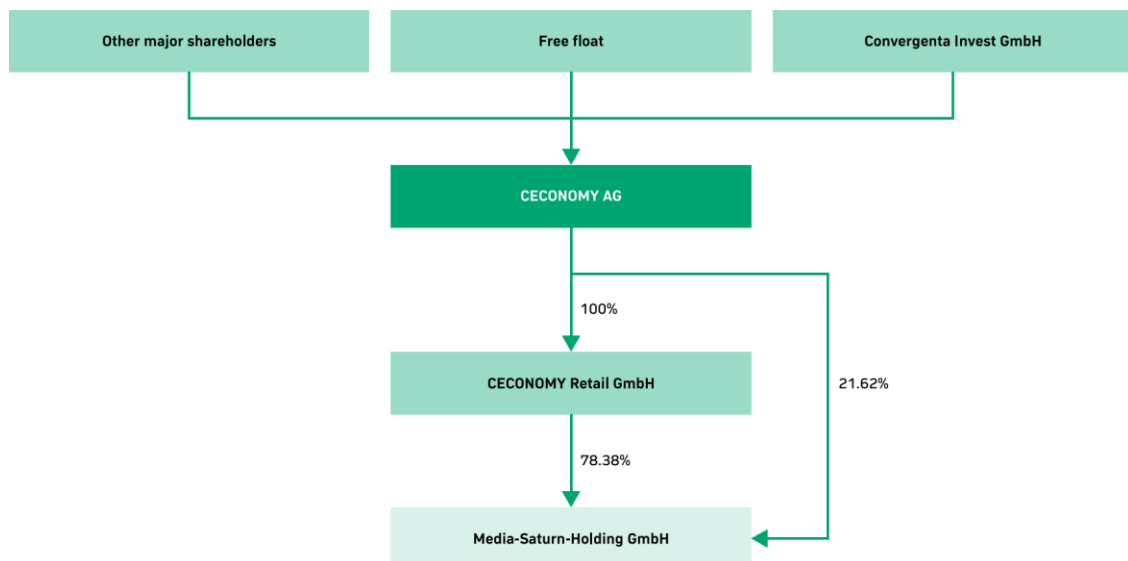 Other major shareholders
Free float
Convergenta Invest GmbH
CECONOMY AG
100%
CECONOMY Retail GmbH
21.62%
78.38%
Media-Saturn-Holding GmbH